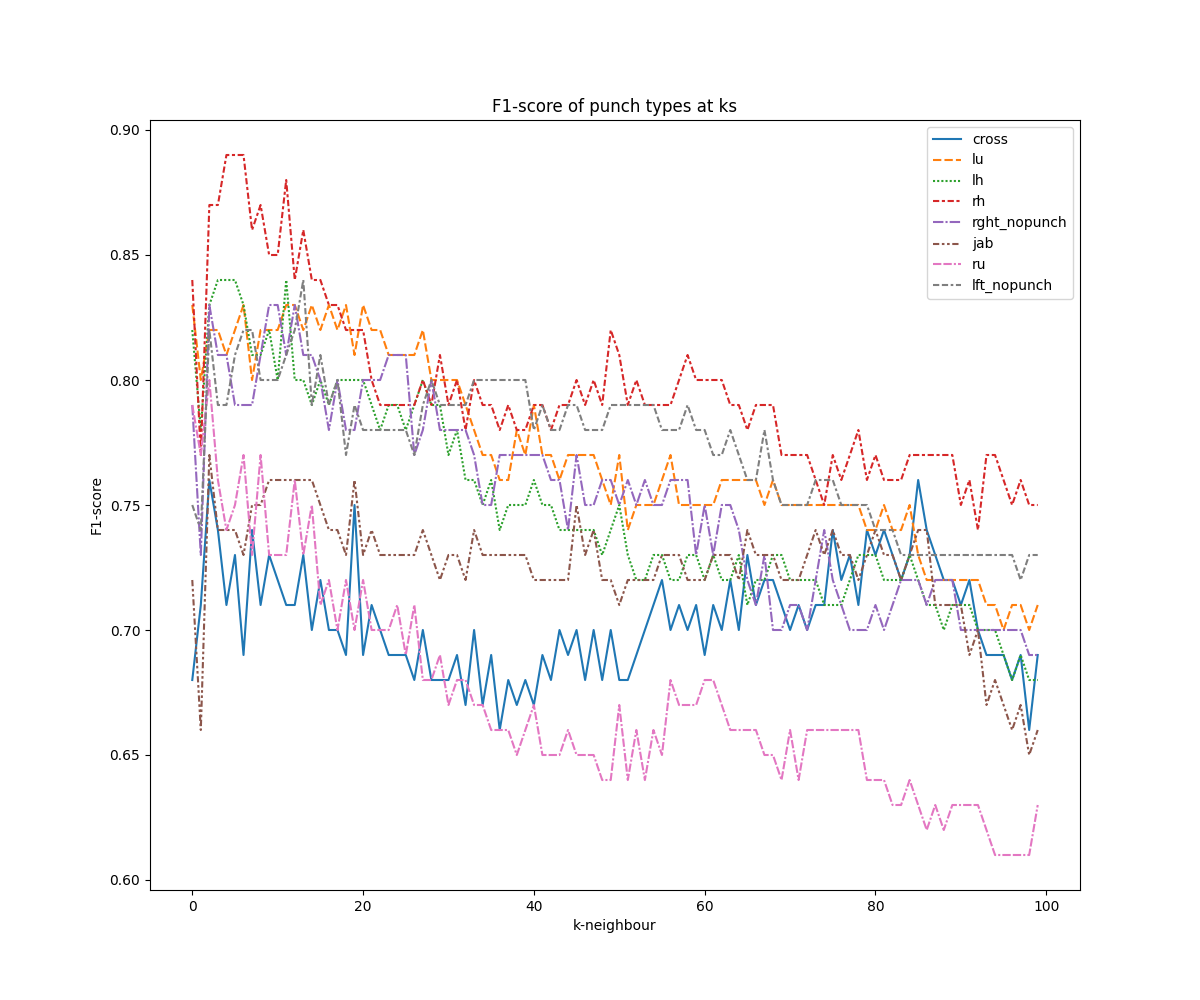 F1-score of punch types at ks
0.90
0.85
0.80
0.75
0.70
0.65
0.60
F1-score
cross
lu
lh
rh
rght_nopunch
jab
ru
lft_nopunch
0 20 40 60 80 100
k-neighbour